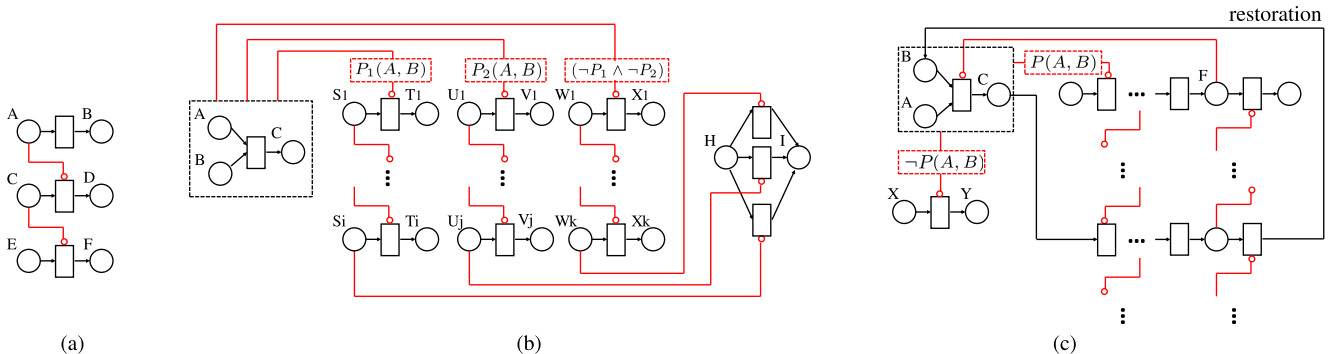 A
B
C
D
E
F
(a)
A
B
C
P₁(A, B)
P₂(A, B)
(¬P₁ ∧ ¬P₂)
S1
T1
U1
V1
W1
X1
Si
Ti
Uj
Vj
Wk
Xk
H
I
(b)
restoration
B
A
C
P(A, B)
F
¬P(A, B)
X
Y
(c)